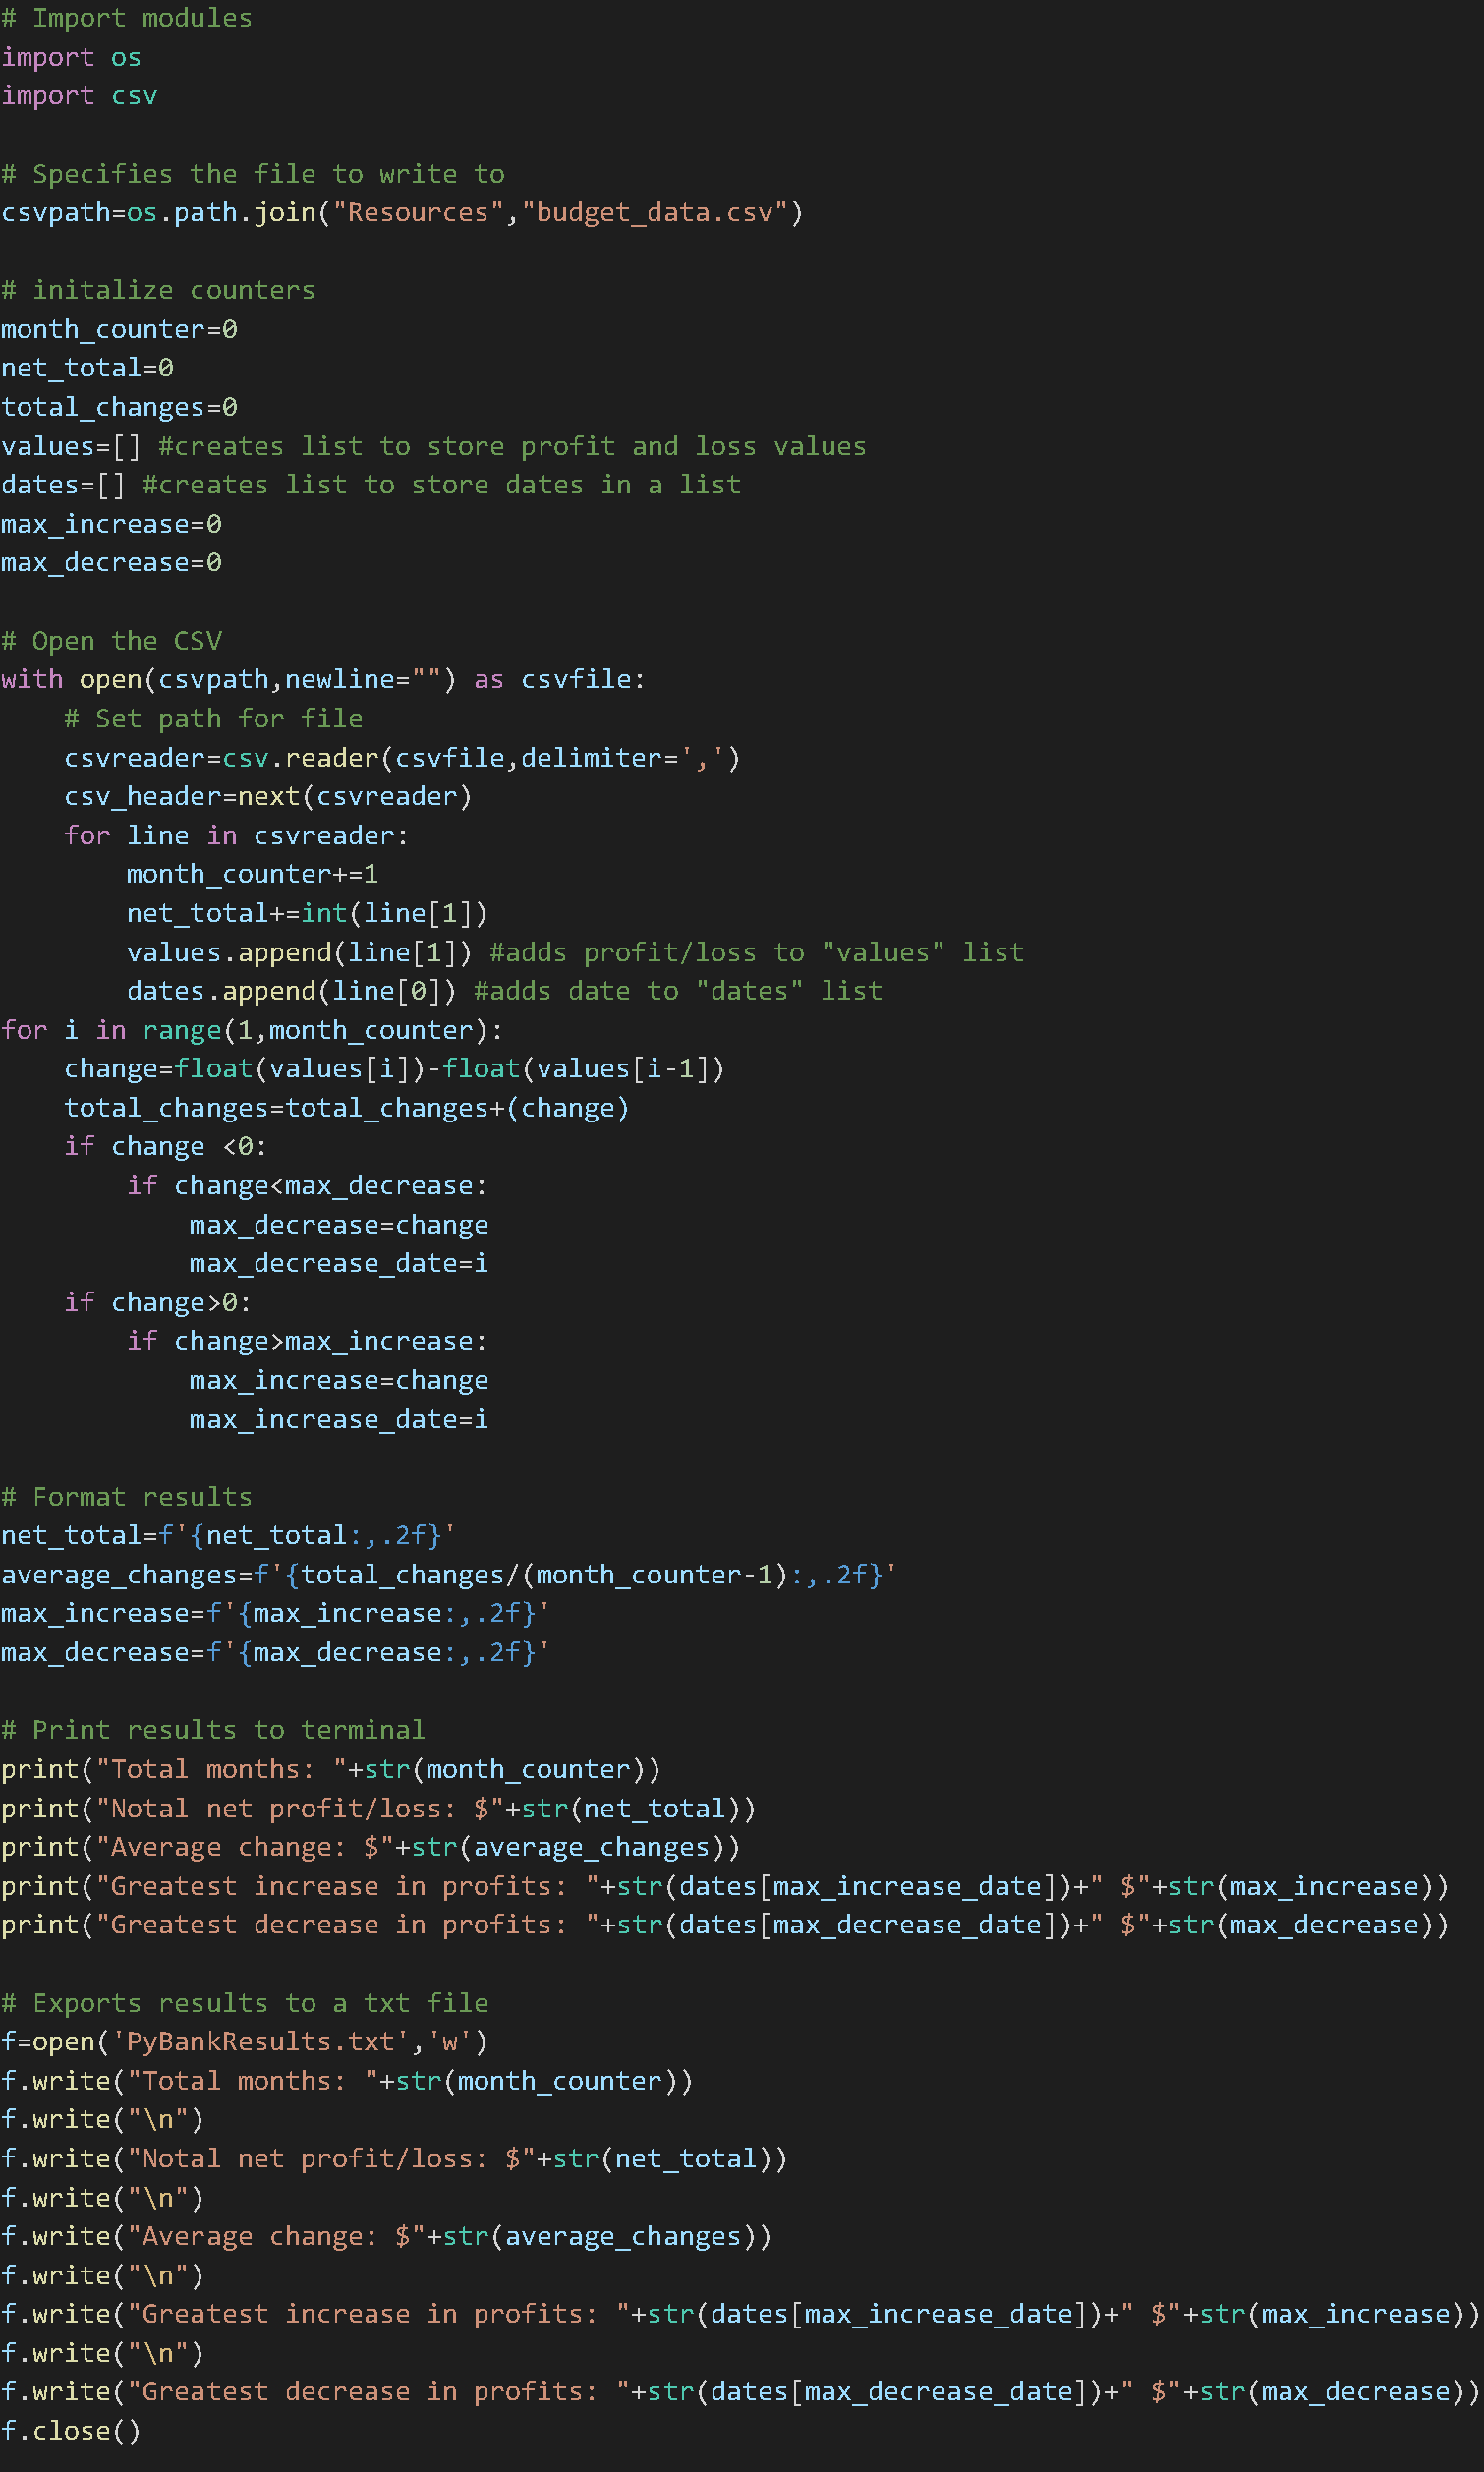 # Import modules
import os
import csv

# Specifies the file to write to
csvpath=os.path.join("Resources","budget_data.csv")

# initalize counters
month_counter=0
net_total=0
total_changes=0
values=[] #creates list to store profit and loss values
dates=[] #creates list to store dates in a list
max_increase=0
max_decrease=0

# Open the CSV
with open(csvpath,newline="") as csvfile:
    # Set path for file
    csvreader=csv.reader(csvfile,delimiter=',')
    csv_header=next(csvreader)
    for line in csvreader:
        month_counter+=1
        net_total+=int(line[1])
        values.append(line[1]) #adds profit/loss to "values" list
        dates.append(line[0]) #adds date to "dates" list
for i in range(1,month_counter):
    change=float(values[i])-float(values[i-1])
    total_changes=total_changes+(change)
    if change <0:
        if change<max_decrease:
            max_decrease=change
            max_decrease_date=i
    if change>0:
        if change>max_increase:
            max_increase=change
            max_increase_date=i

# Format results
net_total=f'{net_total:,.2f}'
average_changes=f'{total_changes/(month_counter-1):,.2f}'
max_increase=f'{max_increase:,.2f}'
max_decrease=f'{max_decrease:,.2f}'

# Print results to terminal
print("Total months: "+str(month_counter))
print("Notal net profit/loss: $"+str(net_total))
print("Average change: $"+str(average_changes))
print("Greatest increase in profits: "+str(dates[max_increase_date])+" $"+str(max_increase))
print("Greatest decrease in profits: "+str(dates[max_decrease_date])+" $"+str(max_decrease))

# Exports results to a txt file
f=open('PyBankResults.txt','w')
f.write("Total months: "+str(month_counter))
f.write("\n")
f.write("Notal net profit/loss: $"+str(net_total))
f.write("\n")
f.write("Average change: $"+str(average_changes))
f.write("\n")
f.write("Greatest increase in profits: "+str(dates[max_increase_date])+" $"+str(max_increase))
f.write("\n")
f.write("Greatest decrease in profits: "+str(dates[max_decrease_date])+" $"+str(max_decrease))
f.close()